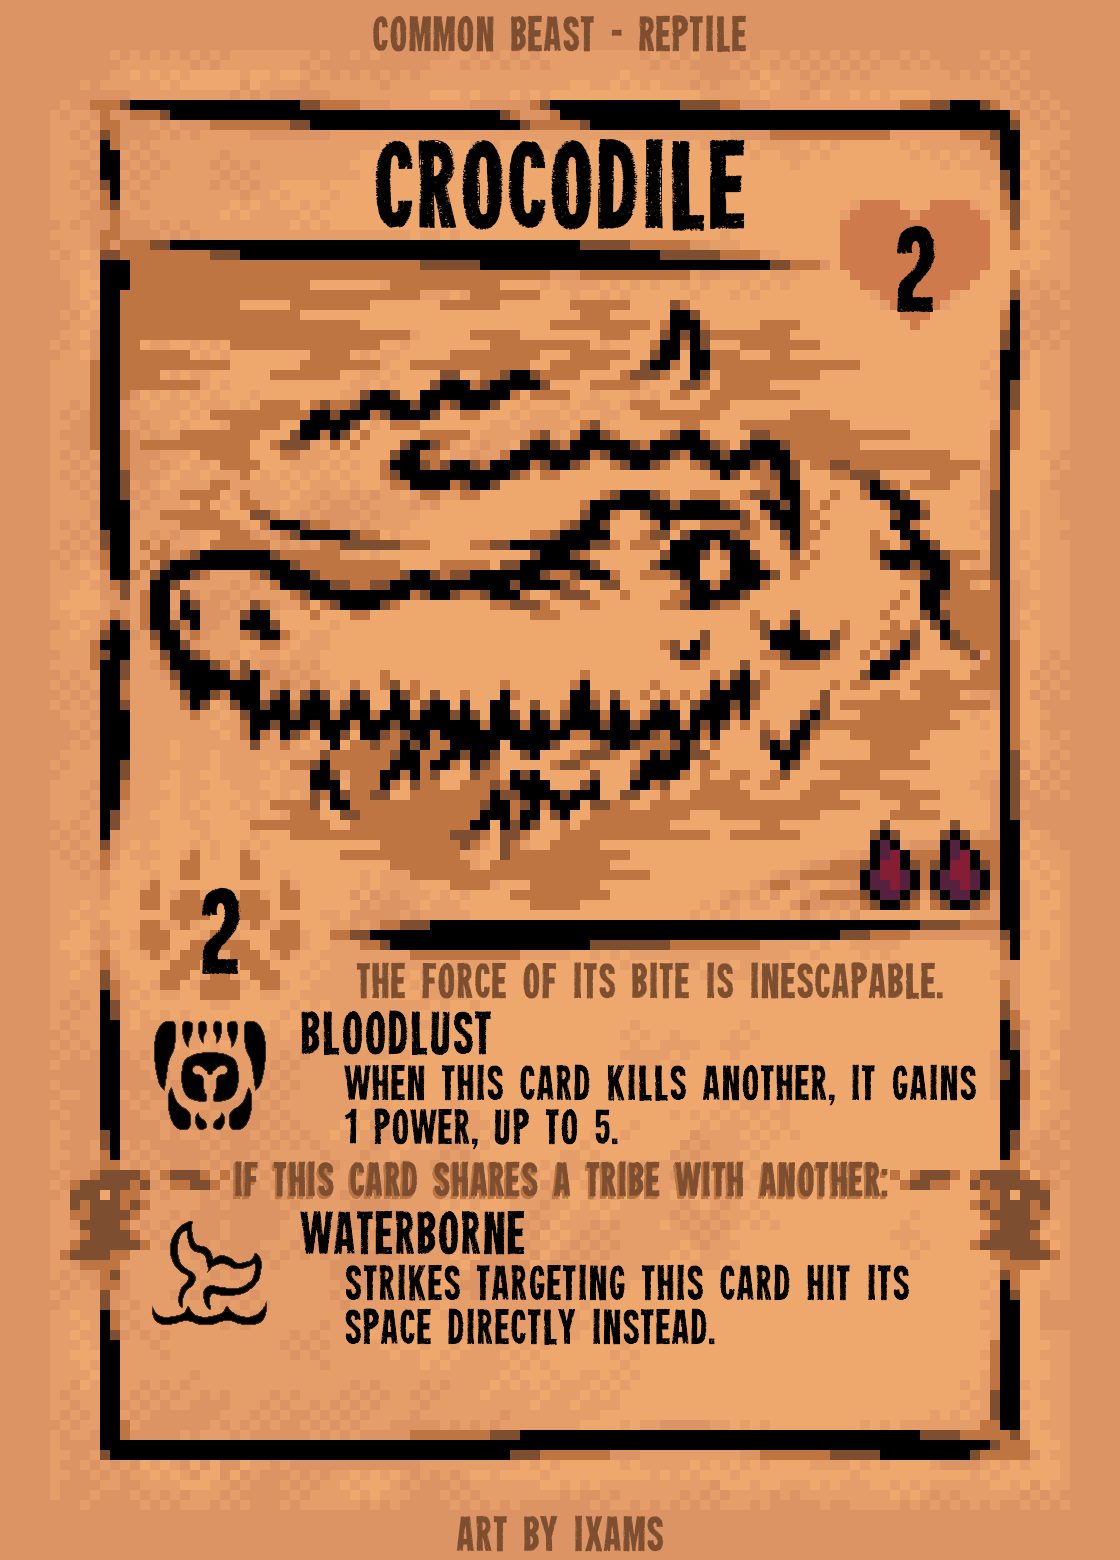 COMMON BEAST - REPTILE
CROCODILE
2
2
THE FORCE OF ITS BITE IS INESCAPABLE.
BLOODLUST
WHEN THIS CARD KILLS ANOTHER, IT GAINS
1 POWER, UP TO 5.
IF THIS CARD SHARES A TRIBE WITH ANOTHER:
WATERBORNE
STRIKES TARGETING THIS CARD HIT ITS
SPACE DIRECTLY INSTEAD.
ART BY IXAMS